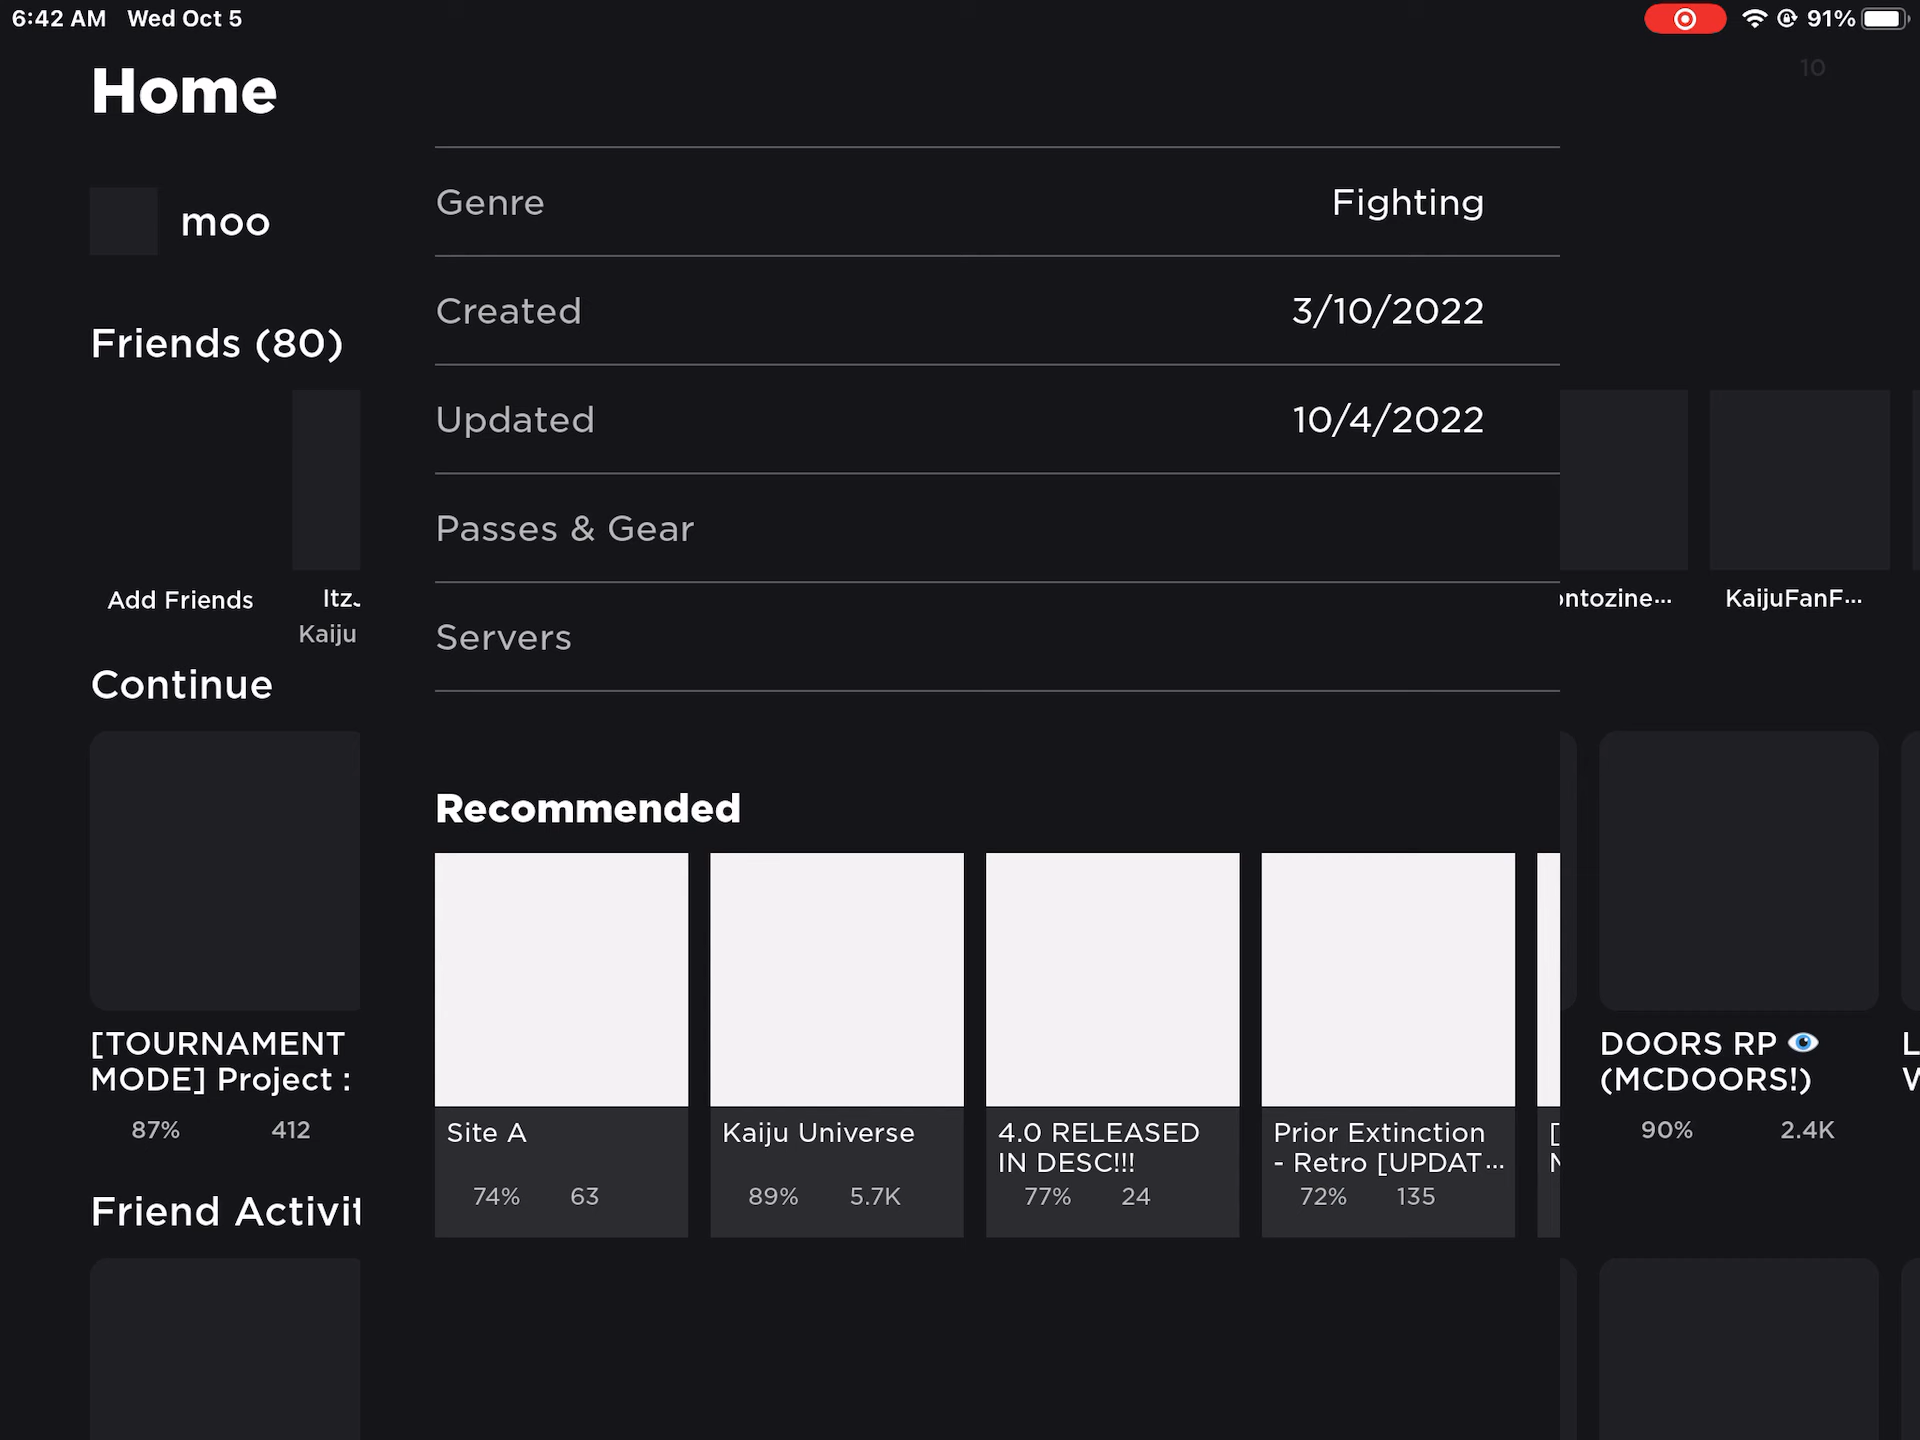 6:42 AM Wed Oct 5
91%
10
Home
moo
Friends (80)
Add Friends
ItzJ
Kaiju
ontozine...
KaijuFanF...
Continue
[TOURNAMENT
MODE] Project :
87% 412
DOORS RP 👁
(MCDOORS!)
90% 2.4K
L
Friend Activit
Genre Fighting
Created 3/10/2022
Updated 10/4/2022
Passes & Gear
Servers
Recommended
Site A
74% 63
Kaiju Universe
89% 5.7K
4.0 RELEASED
IN DESC!!!
77% 24
Prior Extinction
- Retro [UPDAT...
72% 135
[